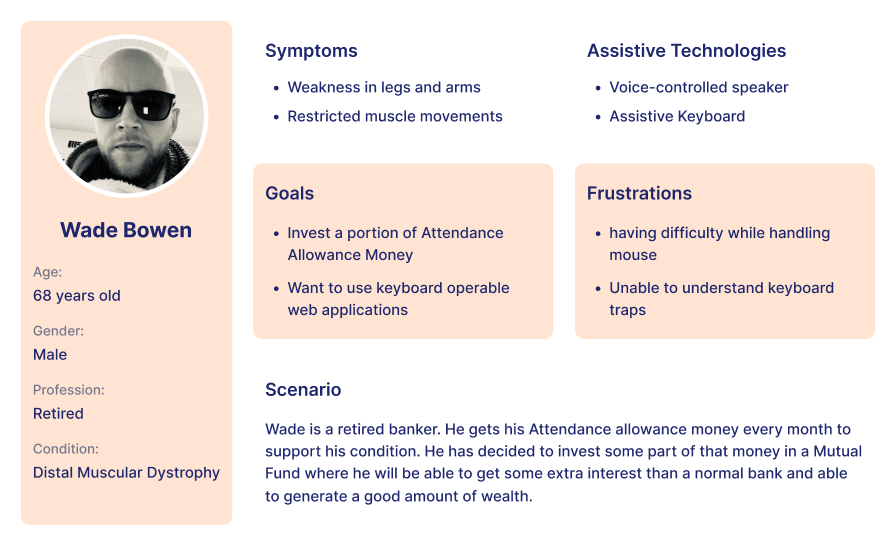 Wade Bowen
Age:
68 years old
Gender:
Male
Profession:
Retired
Condition:
Distal Muscular Dystrophy
Symptoms
• Weakness in legs and arms
• Restricted muscle movements
Assistive Technologies
• Voice-controlled speaker
• Assistive Keyboard
Goals
• Invest a portion of Attendance
Allowance Money
• Want to use keyboard operable
web applications
Frustrations
• having difficulty while handling
mouse
• Unable to understand keyboard
traps
Scenario
Wade is a retired banker. He gets his Attendance allowance money every month to
support his condition. He has decided to invest some part of that money in a Mutual
Fund where he will be able to get some extra interest than a normal bank and able
to generate a good amount of wealth.